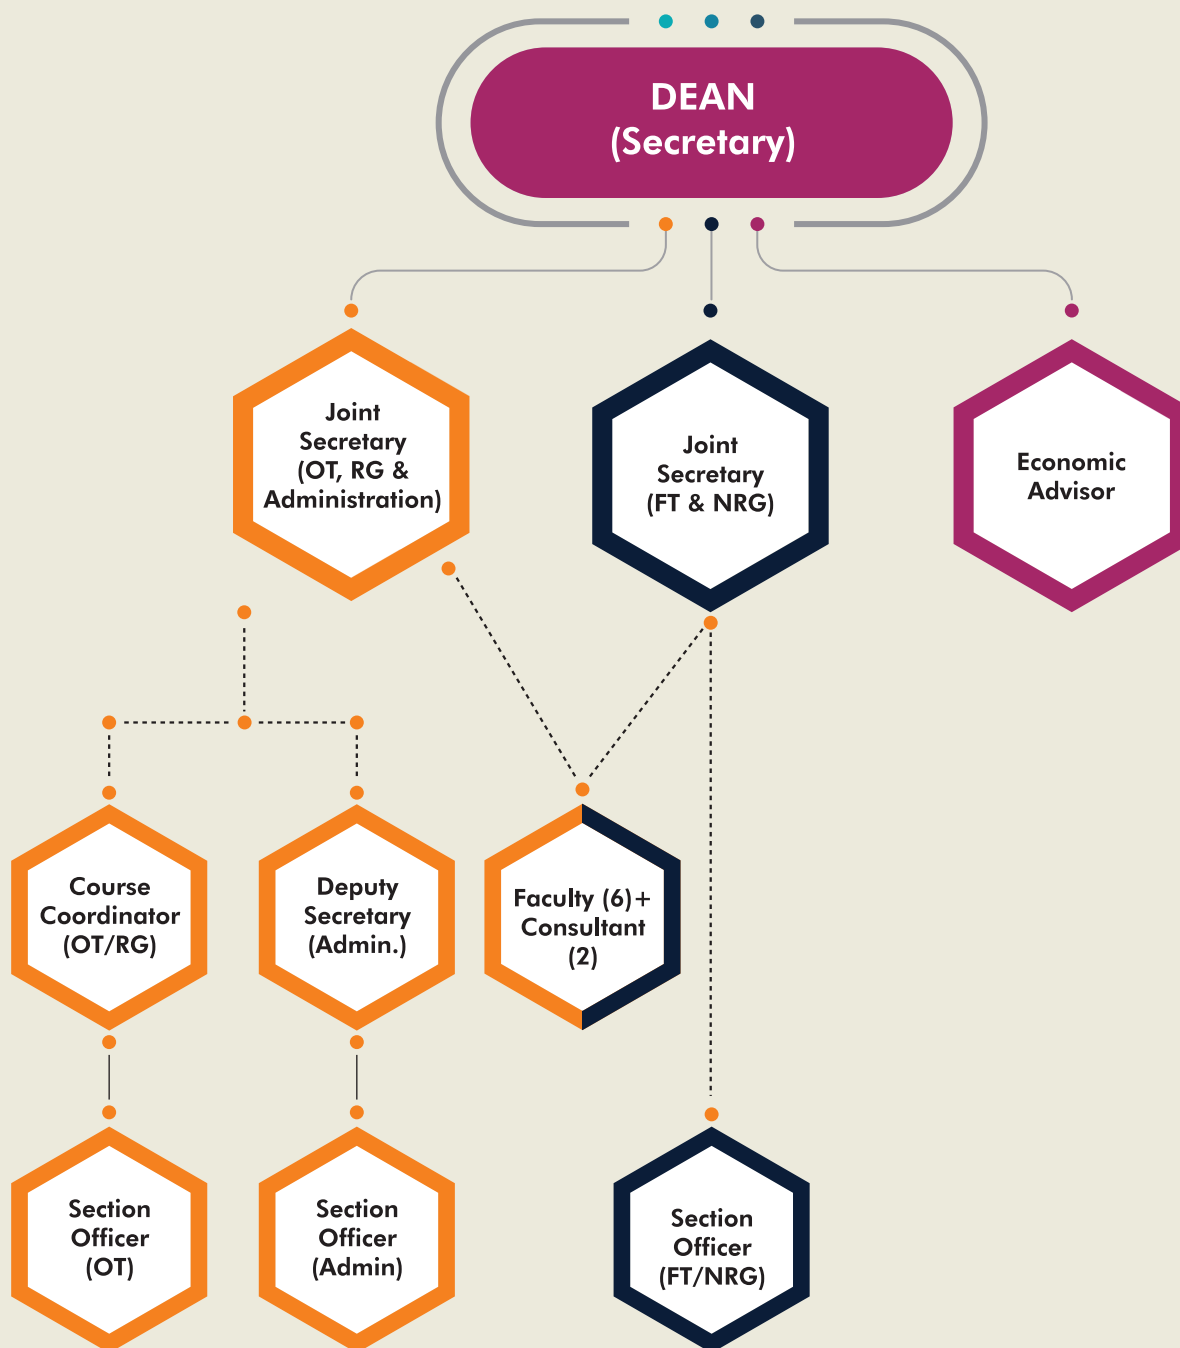 DEAN
(Secretary)
Joint
Secretary
(OT, RG &
Administration)
Joint
Secretary
(FT & NRG)
Economic
Advisor
Course
Coordinator
(OT/RG)
Deputy
Secretary
(Admin.)
Faculty (6)+
Consultant
(2)
Section
Officer
(OT)
Section
Officer
(Admin)
Section
Officer
(FT/NRG)